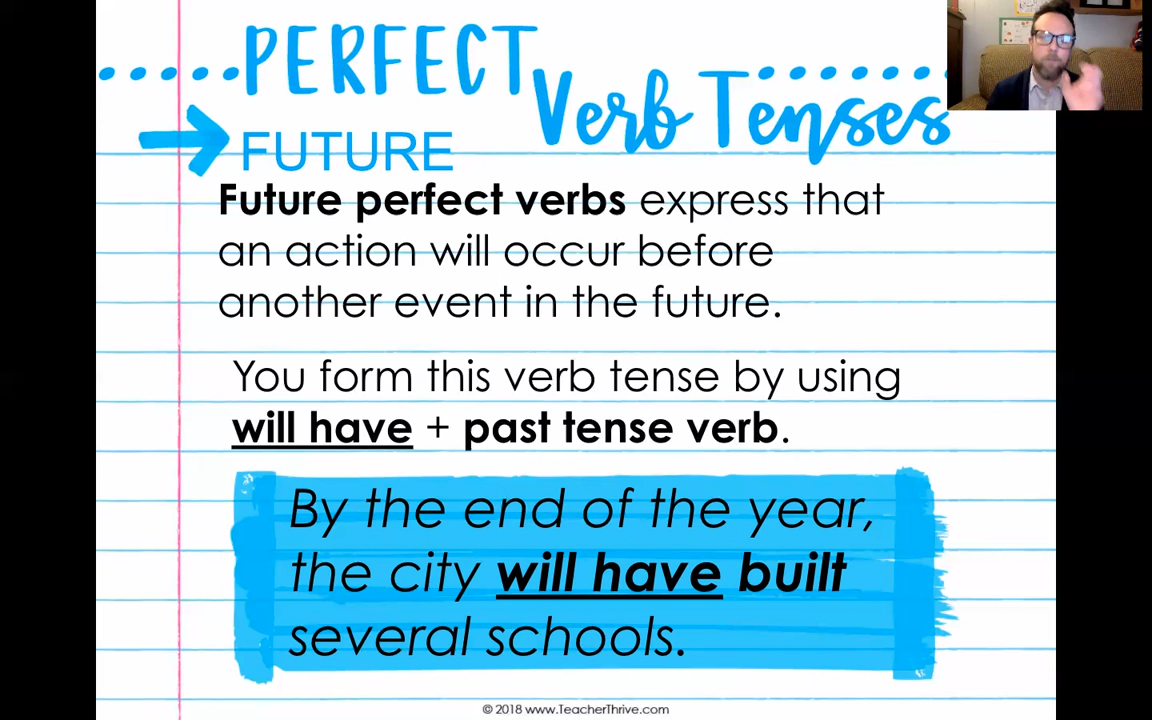 PERFECT
Verb Tenses
FUTURE
Future perfect verbs express that
an action will occur before
another event in the future.
You form this verb tense by using
will have + past tense verb.
By the end of the year,
the city will have built
several schools.
© 2018 www.TeacherThrive.com